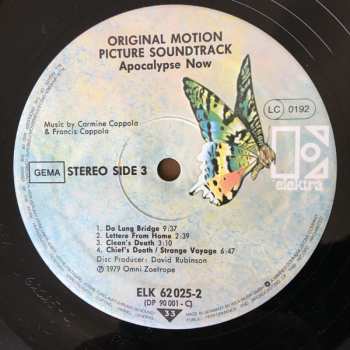 ORIGINAL MOTION
PICTURE SOUNDTRACK
Apocalypse Now
Music by Carmine Coppola
& Francis Coppola
LC 0192
GEMA STEREO SIDE 3
elektra
1. Do Lung Bridge 9:37
2. Letters From Home 2:39
3. Clean's Death 3:10
4. Chief's Death / Strange Voyage 6:47
Disc Producer: David Rubinson
℗ 1979 Omni Zoetrope
ELK 62 025-2
(DP 90 001 - C)
33